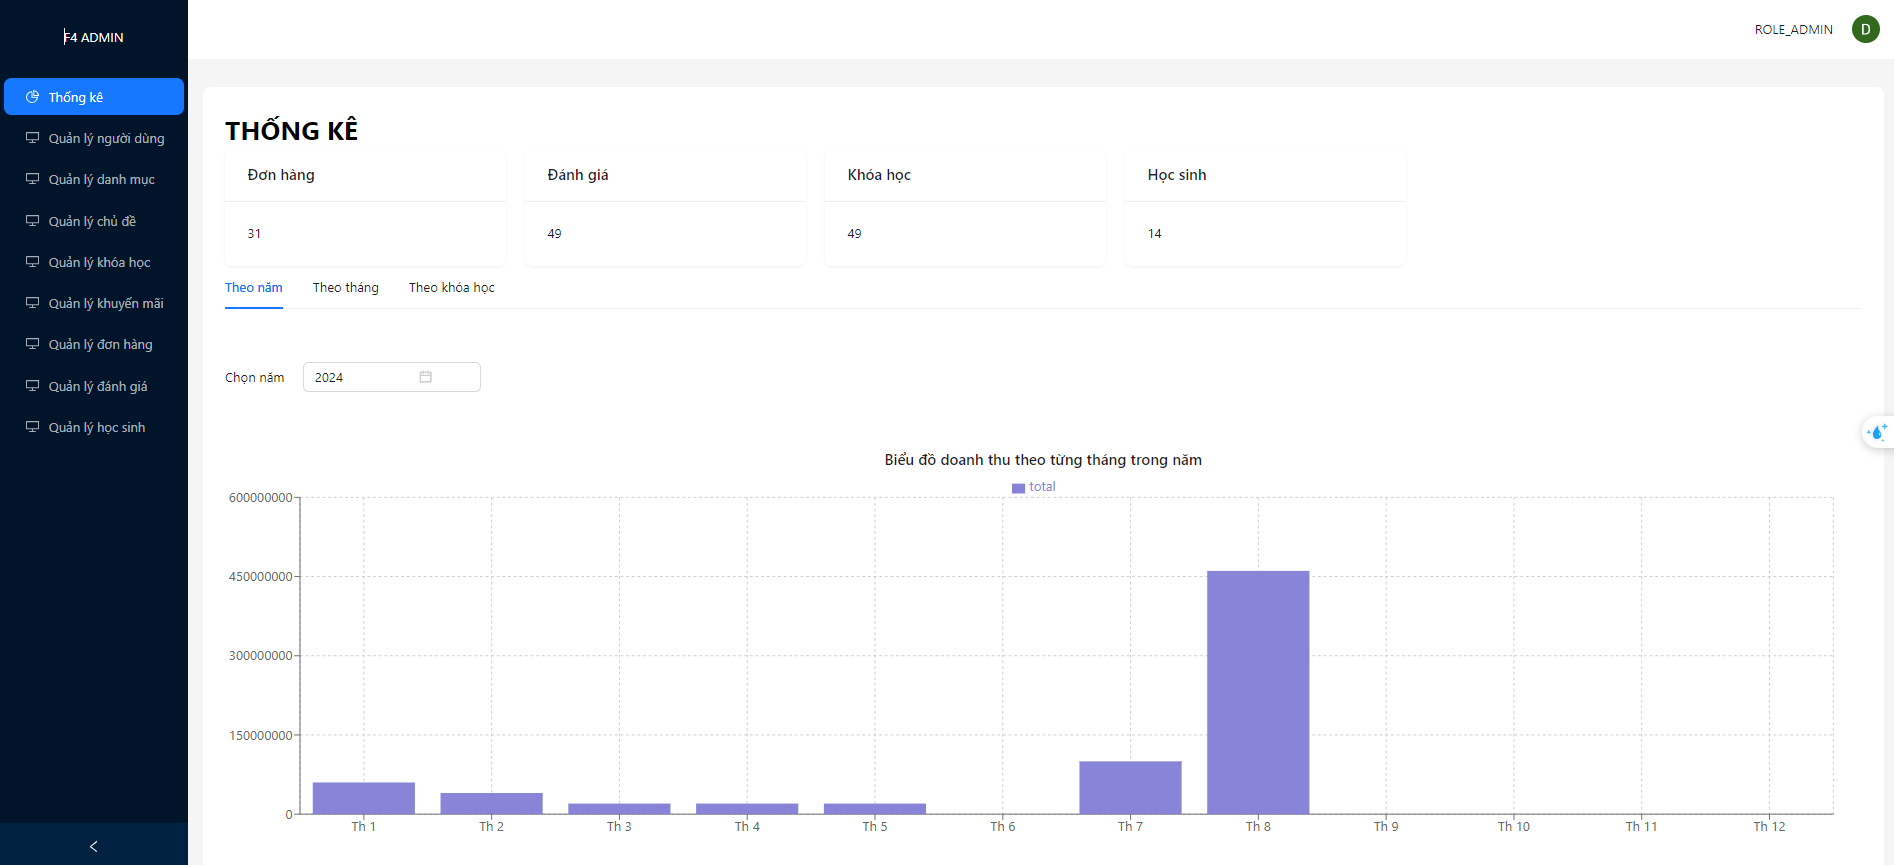 F4 ADMIN
ROLE_ADMIN
D
Thống kê
Quản lý người dùng
Quản lý danh mục
Quản lý chủ đề
Quản lý khóa học
Quản lý khuyến mãi
Quản lý đơn hàng
Quản lý đánh giá
Quản lý học sinh
THỐNG KÊ
Đơn hàng
31
Đánh giá
49
Khóa học
49
Học sinh
14
Theo năm Theo tháng Theo khóa học
Chọn năm 2024
Biểu đồ doanh thu theo từng tháng trong năm
total
600000000
450000000
300000000
150000000
0
Th 1 Th 2 Th 3 Th 4 Th 5 Th 6 Th 7 Th 8 Th 9 Th 10 Th 11 Th 12